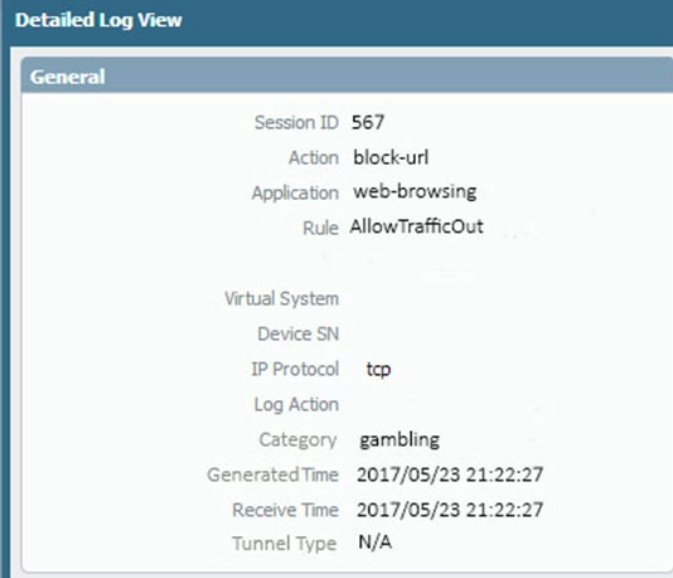 Detailed Log View
General
Session ID 567
Action block-url
Application web-browsing
Rule AllowTrafficOut
Virtual System
Device SN
IP Protocol tcp
Log Action
Category gambling
Generated Time 2017/05/23 21:22:27
Receive Time 2017/05/23 21:22:27
Tunnel Type N/A